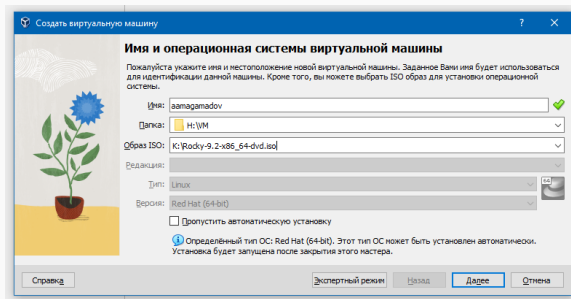 Создать виртуальную машину
Имя и операционная системы виртуальной машины
Пожалуйста укажите имя и местоположение новой виртуальной машины. Заданное Вами имя будет использоваться
для идентификации данной машины. Кроме того, вы можете выбрать ISO образ для установки операционной
системы.
Имя: aamagamadov
Папка: H:\VM
Образ ISO: K:\Rocky-9.2-x86_64-dvd.iso
Редакция:
Тип: Linux
64
Версия: Red Hat (64-bit)
Пропустить автоматическую установку
Определённый тип ОС: Red Hat (64-bit). Этот тип ОС может быть установлен автоматически.
Установка будет запущена после закрытия этого мастера.
Справка Экспертный режим Назад Далее Отмена